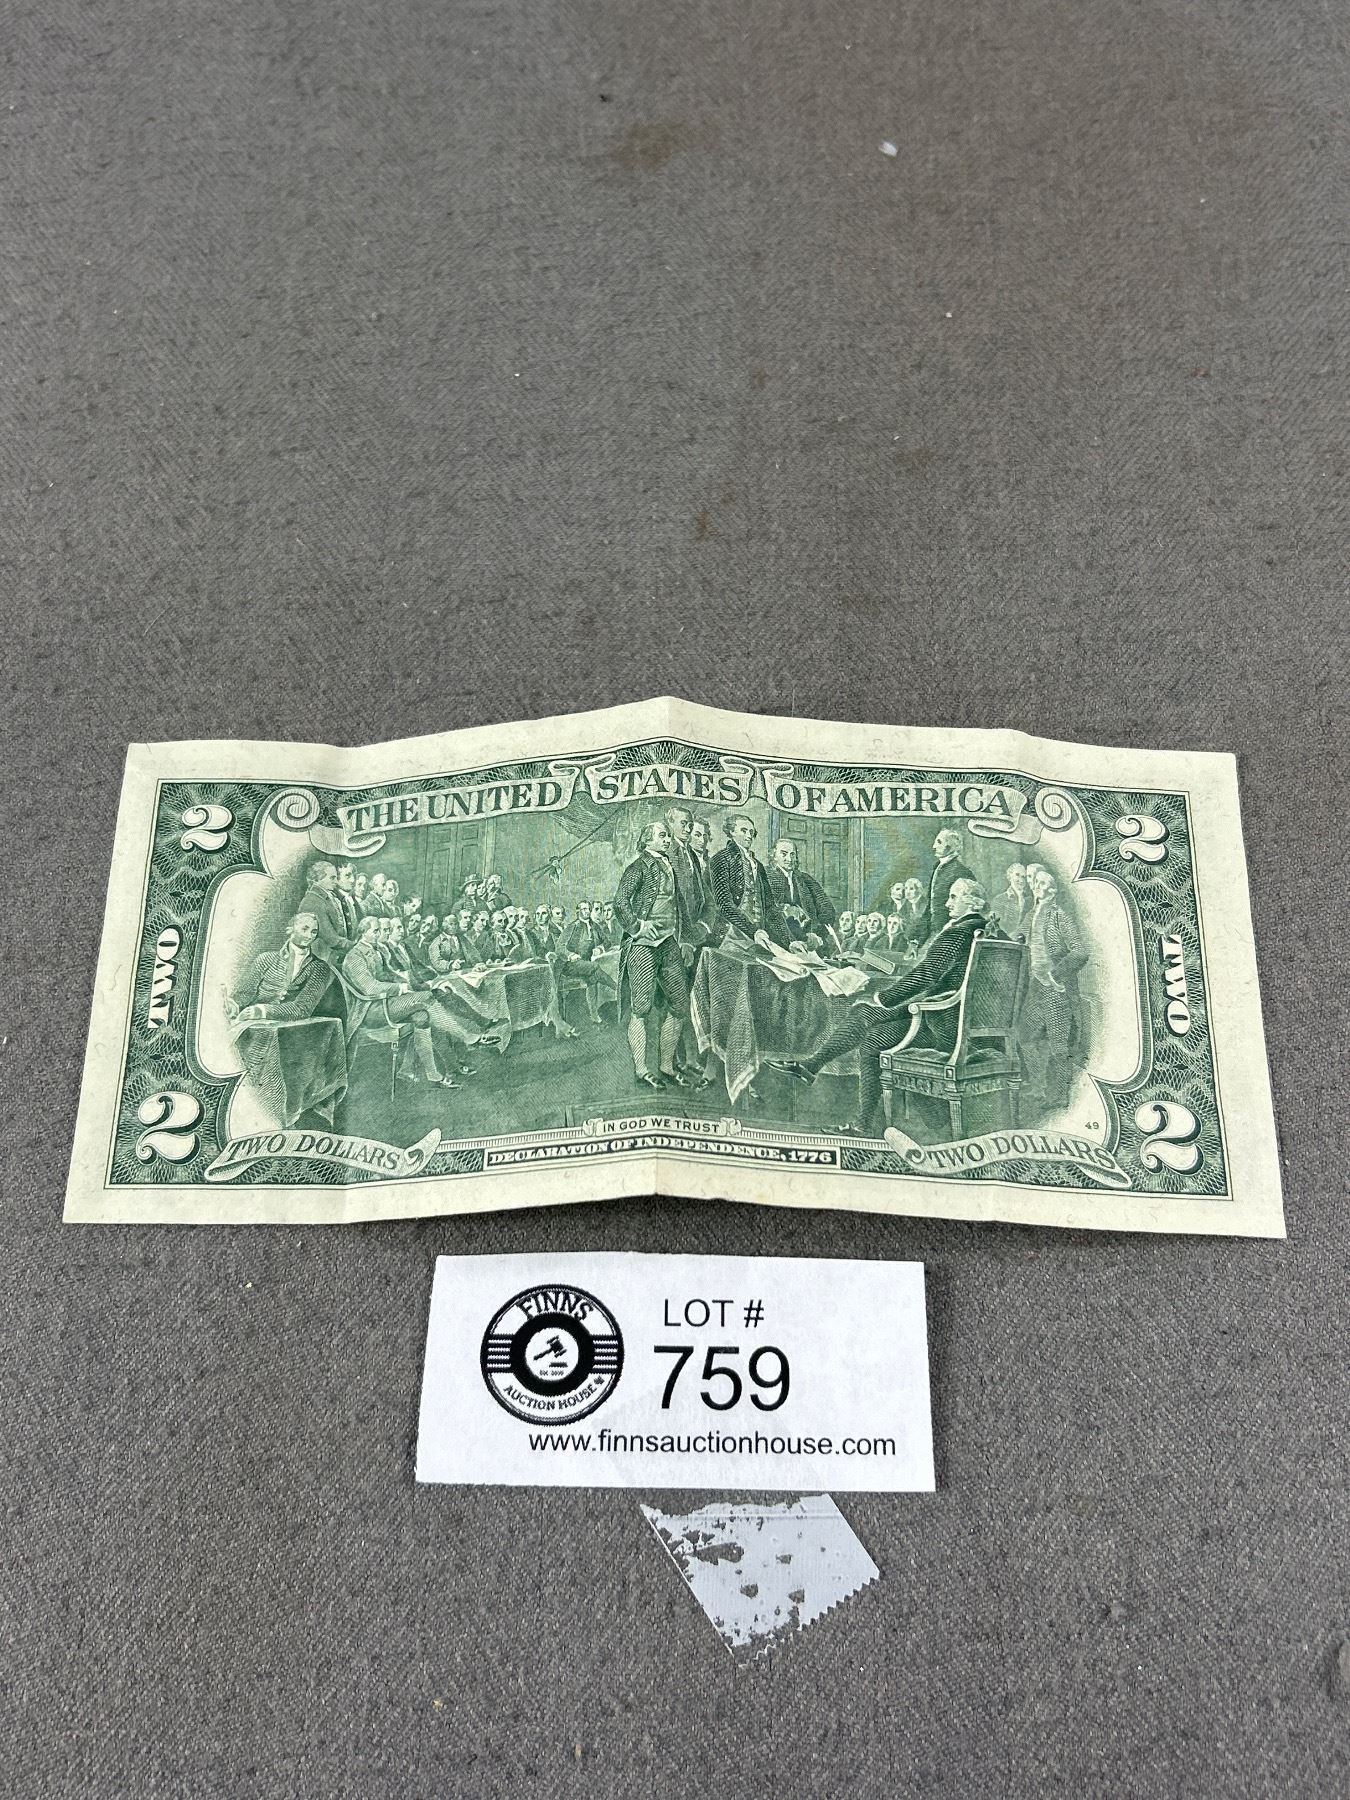 THE UNITED STATES OF AMERICA
2
2
TWO
TWO
2
2
TWO DOLLARS
IN GOD WE TRUST
DECLARATION OF INDEPENDENCE, 1776
49
TWO DOLLARS
FINNS
AUCTION HOUSE
LOT #
759
www.finnsauctionhouse.com